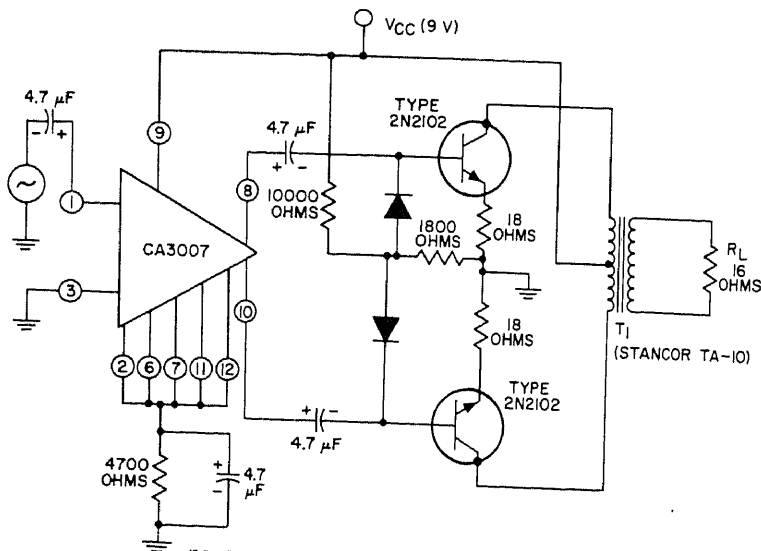 VCC (9 V)
4.7 µF
- +
9
TYPE
2N2102
4.7 µF
+ -
8
1
10000
OHMS
18
OHMS
1800
OHMS
CA3007
RL
16
OHMS
3
10
18
OHMS
T1
(STANCOR TA-10)
2 6 7 11 12
TYPE
2N2102
+ -
4.7 µF
4700
OHMS
+
-
4.7
µF